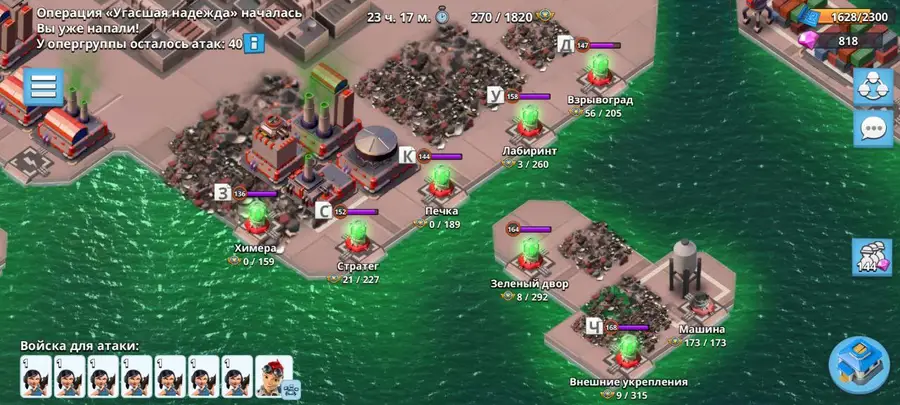 Операция «Угасшая надежда» началась
Вы уже напали!
У опергруппы осталось атак: 40
23 ч. 17 м.
270 / 1820
1628/2300
818
Д 147
Взрывоград
56 / 205
У 158
Лабиринт
3 / 260
К 144
Печка
0 / 189
З 136
Химера
0 / 159
С 152
Стратег
21 / 227
164
Зеленый двор
8 / 292
Машина
173 / 173
Ч 168
Внешние укрепления
9 / 315
144
Войска для атаки: